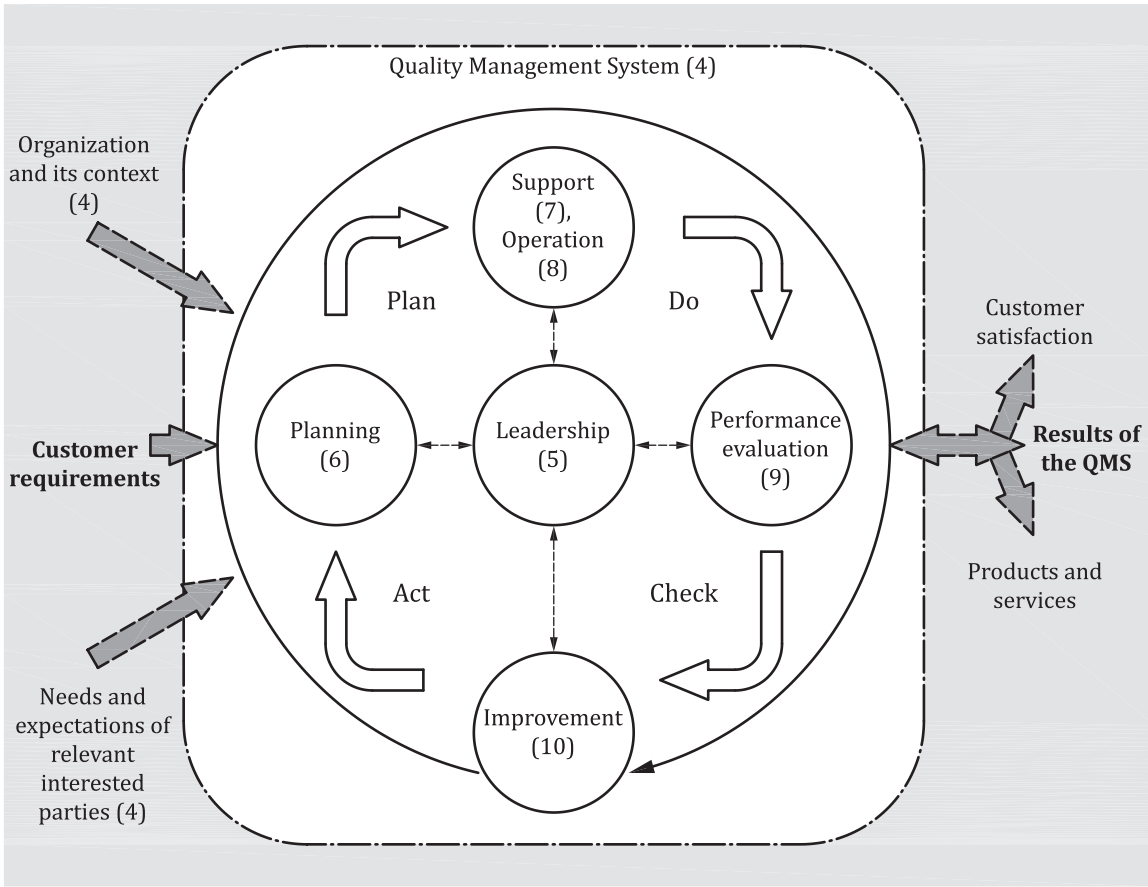 Quality Management System (4)
Organization
and its context
(4)
Support
(7),
Operation
(8)
Plan
Do
Customer
satisfaction
Planning
(6)
Leadership
(5)
Performance
evaluation
(9)
Customer
requirements
Results of
the QMS
Act
Check
Products and
services
Needs and
expectations of
relevant
interested
parties (4)
Improvement
(10)